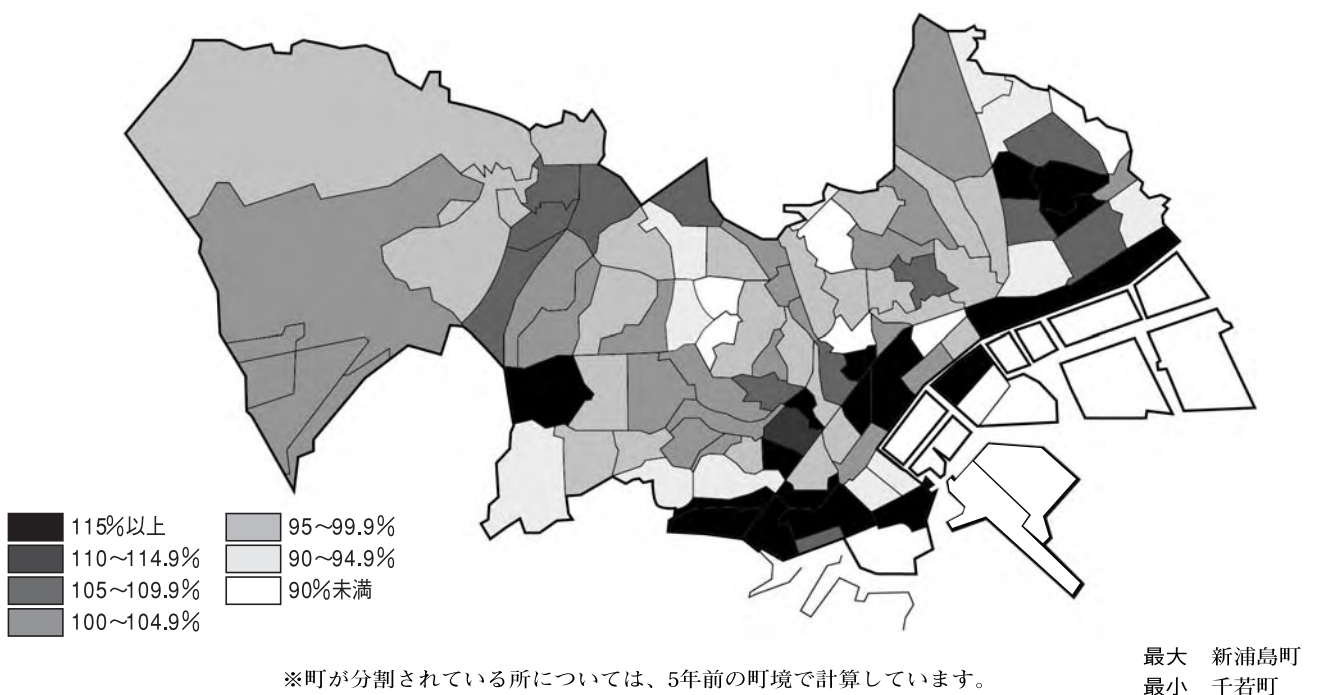 115%以上
110～114.9%
105～109.9%
100～104.9%
95～99.9%
90～94.9%
90%未満
※町が分割されている所については、5年前の町境で計算しています。
最大 新浦島町
最小 千若町